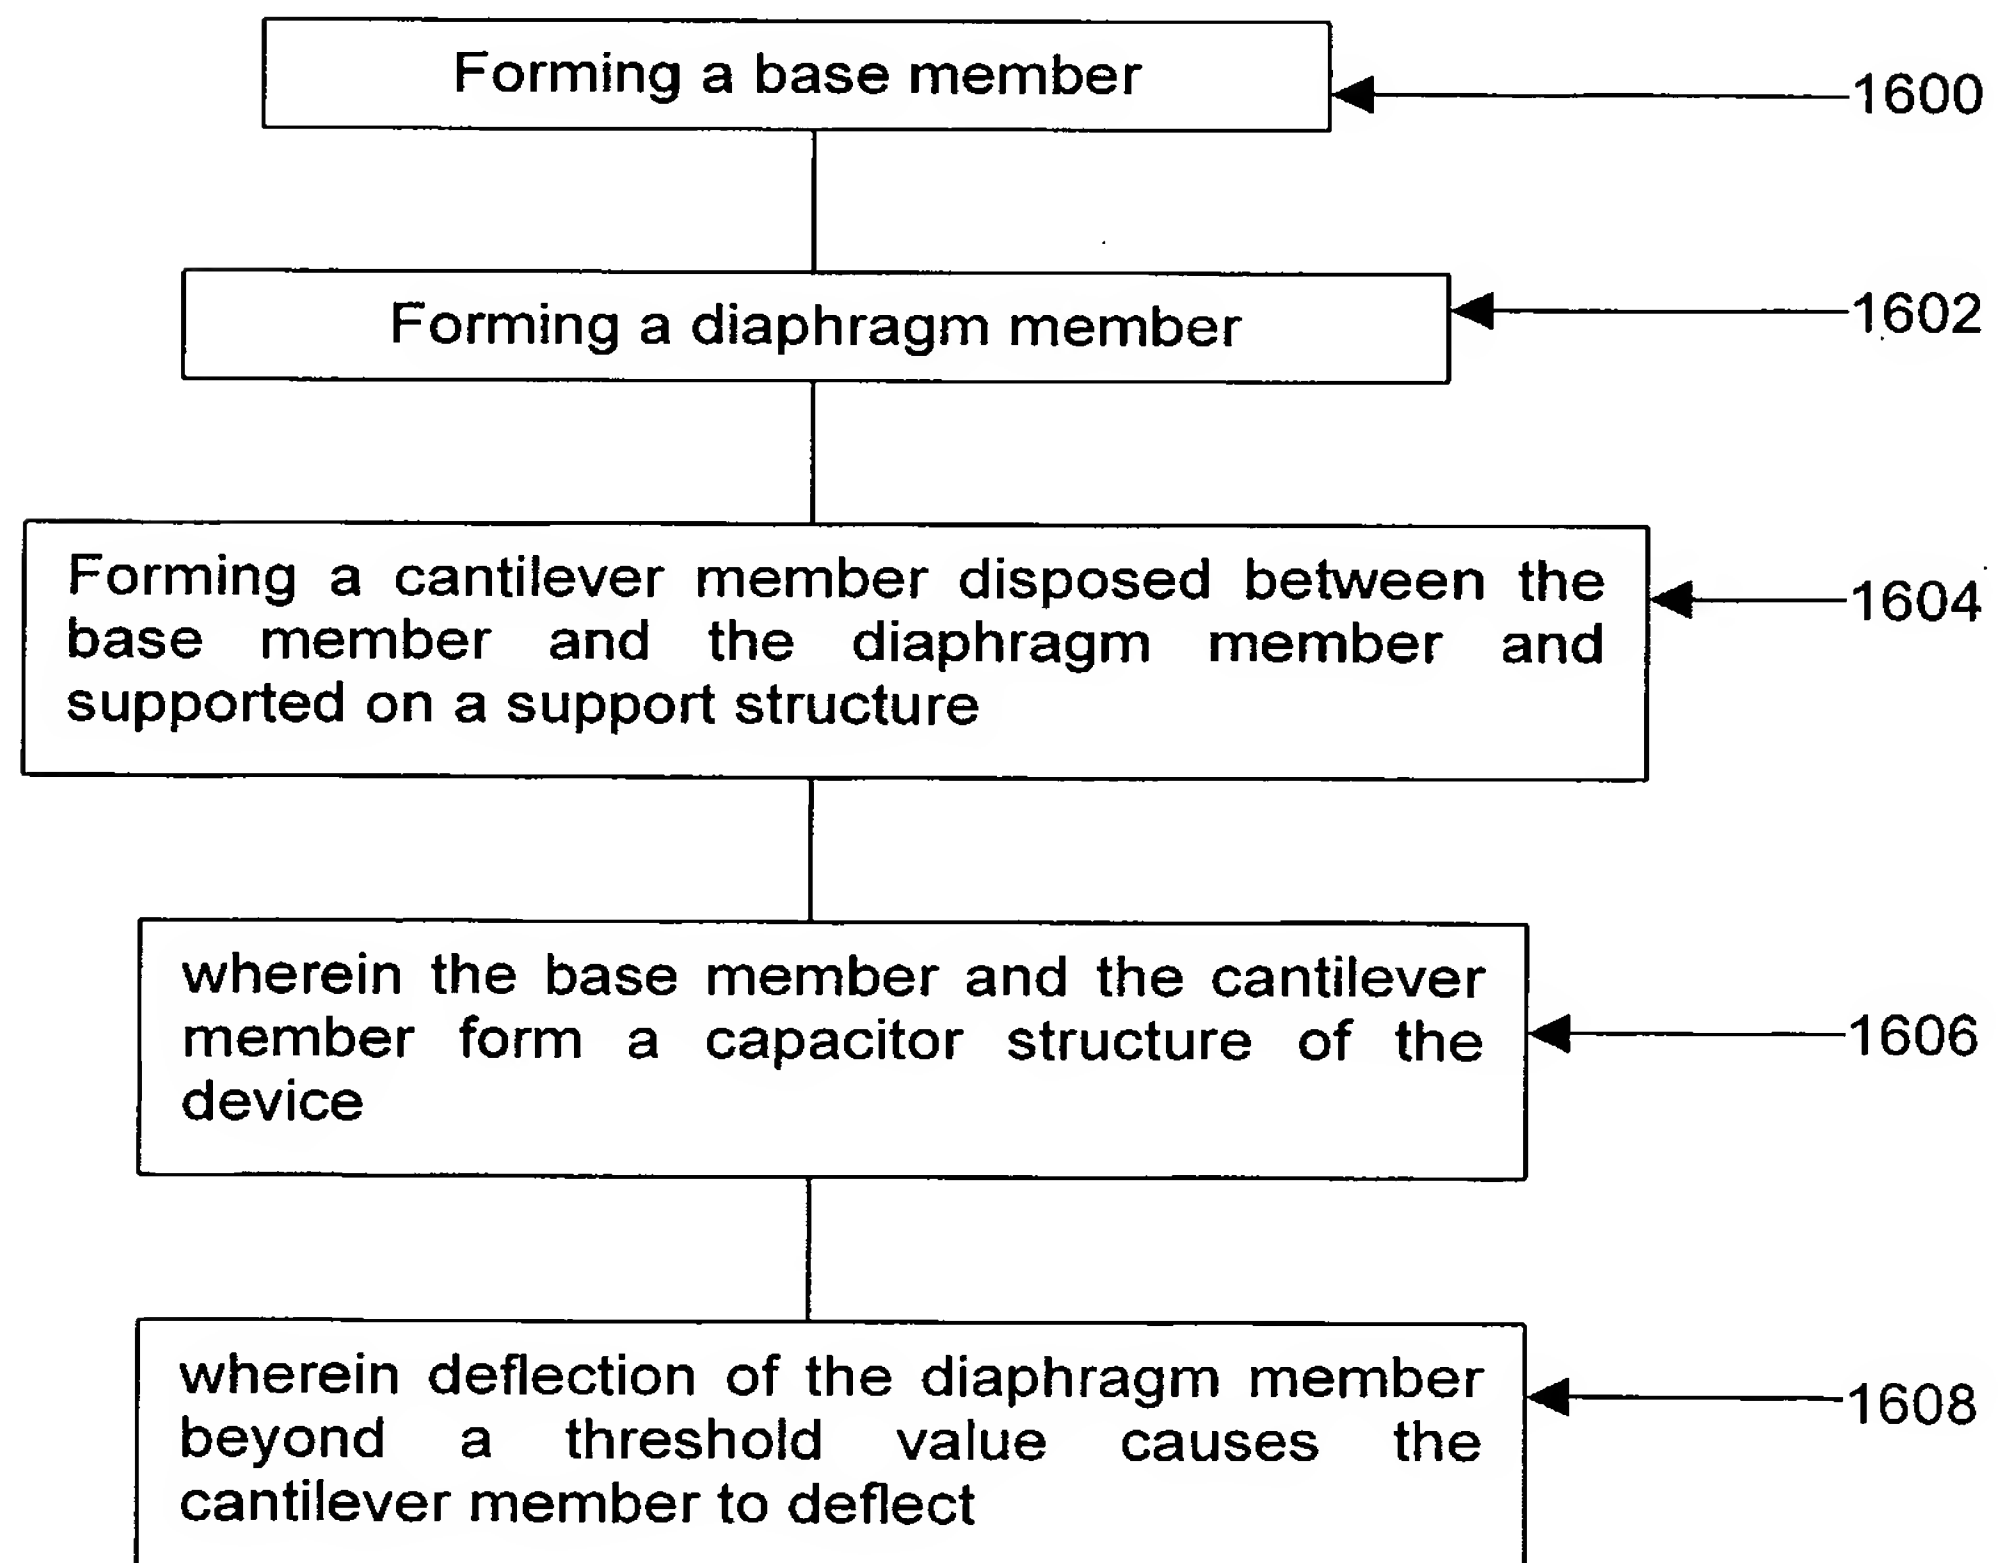 Forming a base member
1600
Forming a diaphragm member
1602
Forming a cantilever member disposed between the
base member and the diaphragm member and
supported on a support structure
1604
wherein the base member and the cantilever
member form a capacitor structure of the
device
1606
wherein deflection of the diaphragm member
beyond a threshold value causes the
cantilever member to deflect
1608